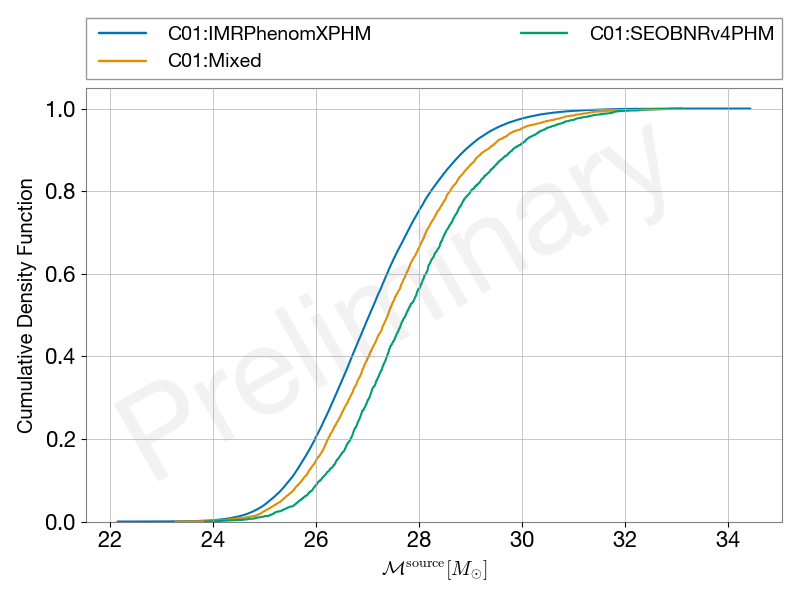 C01:IMRPhenomXPHM
C01:SEOBNRv4PHM
C01:Mixed
Preliminary
Cumulative Density Function
1.0
0.8
0.6
0.4
0.2
0.0
22 24 26 28 30 32 34
ℳ^source [M_⊙]